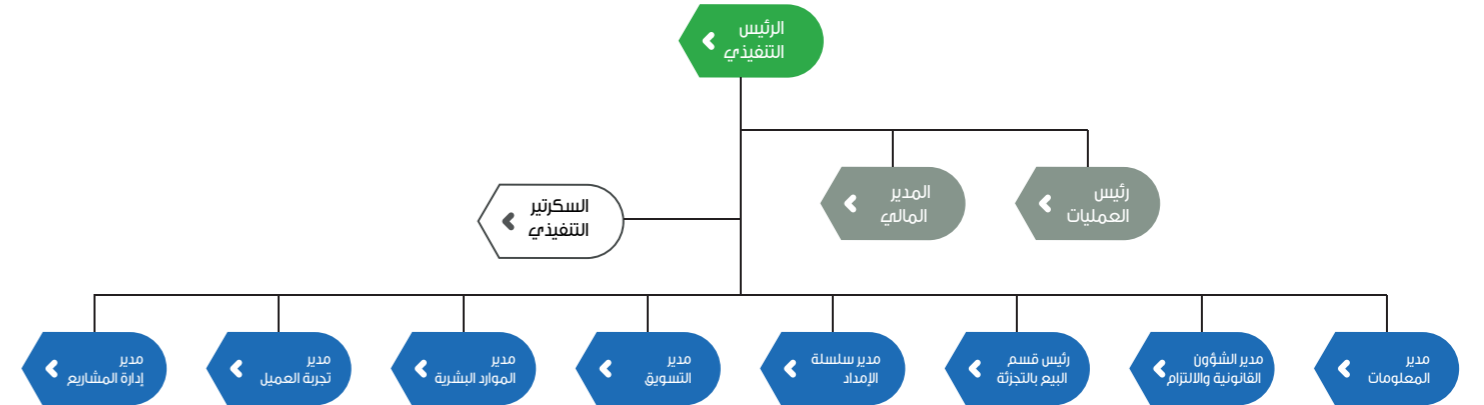 الرئيس
التنفيذي
رئيس
العمليات
المدير
المالي
السكرتير
التنفيذي
مدير
المعلومات
مدير الشؤون
القانونية والالتزام
رئيس قسم
البيع بالتجزئة
مدير سلسلة
الإمداد
مدير
التسويق
مدير
الموارد البشرية
مدير
تجربة العميل
مدير
إدارة المشاريع